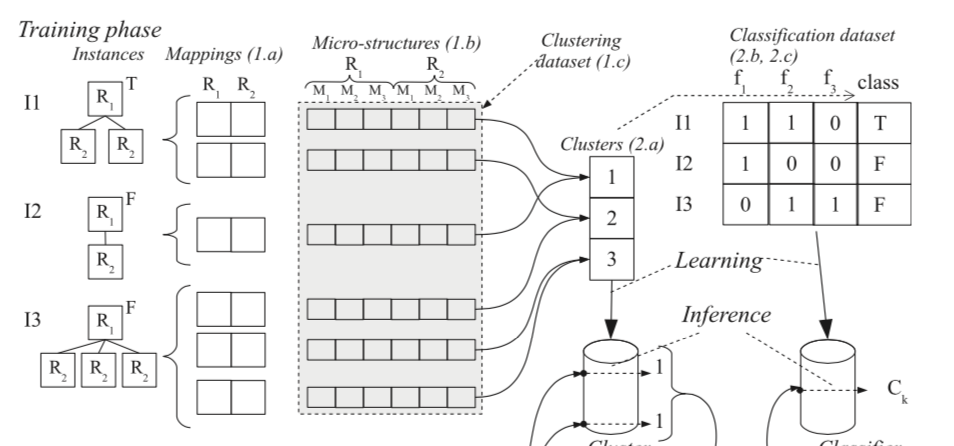 Training phase
Instances
Mappings (1.a)
Micro-structures (1.b)
Clustering
dataset (1.c)
Classification dataset
(2.b, 2.c)
R1 R2
R1 R2
M1 M2 M3 M1 M2 M3
f1 f2 f3 class
I1
R1 T
R2 R2
Clusters (2.a)
1
2
3
I1 1 1 0 T
I2 1 0 0 F
I3 0 1 1 F
I2
R1 F
R2
Learning
I3
R1 F
R2 R2 R2
Inference
1
1
Ck
Cluster
Classifier